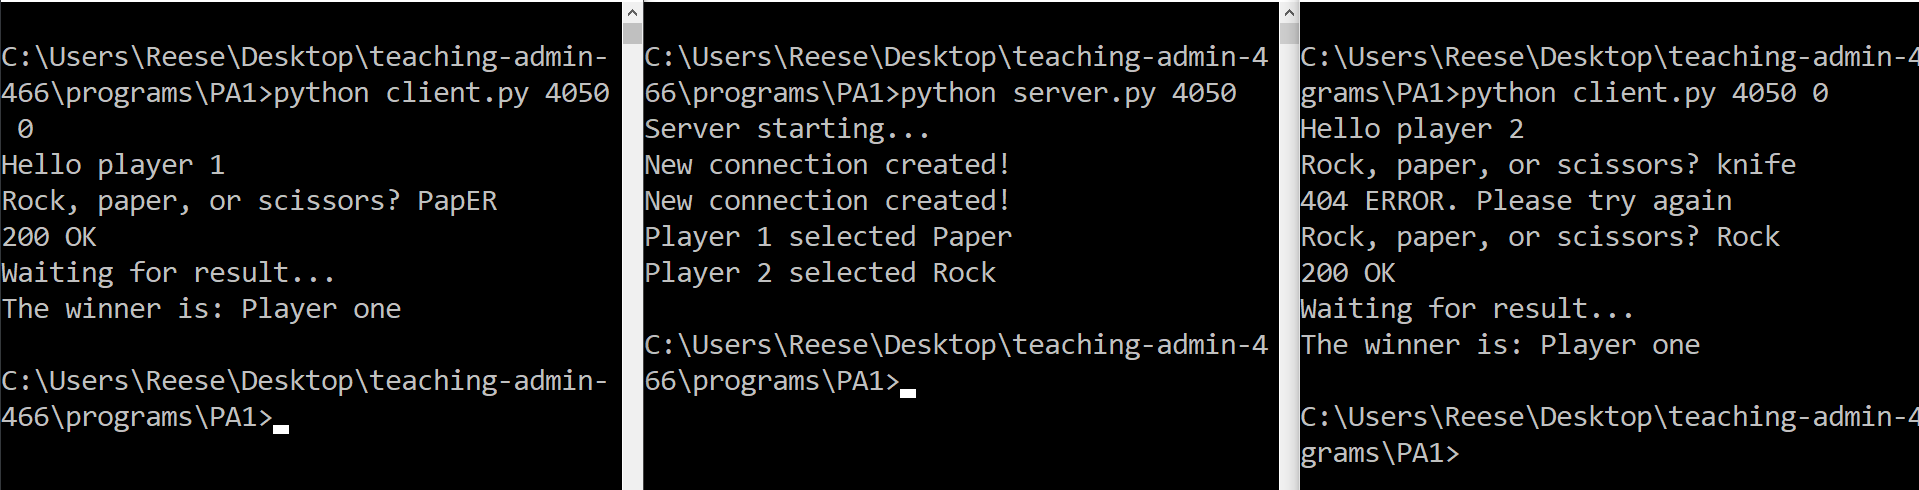 C:\Users\Reese\Desktop\teaching-admin-
466\programs\PA1>python client.py 4050
 0
Hello player 1
Rock, paper, or scissors? PapER
200 OK
Waiting for result...
The winner is: Player one

C:\Users\Reese\Desktop\teaching-admin-
466\programs\PA1>

C:\Users\Reese\Desktop\teaching-admin-4
66\programs\PA1>python server.py 4050
Server starting...
New connection created!
New connection created!
Player 1 selected Paper
Player 2 selected Rock

C:\Users\Reese\Desktop\teaching-admin-4
66\programs\PA1>

C:\Users\Reese\Desktop\teaching-admin-4
grams\PA1>python client.py 4050 0
Hello player 2
Rock, paper, or scissors? knife
404 ERROR. Please try again
Rock, paper, or scissors? Rock
200 OK
Waiting for result...
The winner is: Player one

C:\Users\Reese\Desktop\teaching-admin-4
grams\PA1>